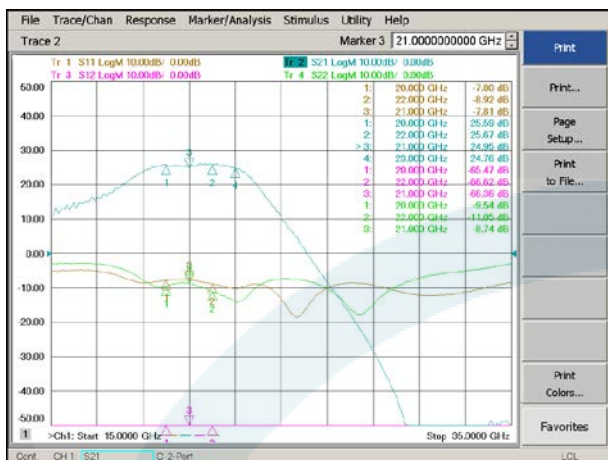 File Trace/Chan Response Marker/Analysis Stimulus Utility Help
Trace 2 Marker 3 21.0000000000 GHz
Tr 1 S11 LogM 10.00dB/ 0.00dB Tr 2 S21 LogM 10.00dB/ 0.00dB
Tr 3 S12 LogM 10.00dB/ 0.00dB Tr 4 S22 LogM 10.00dB/ 0.00dB
1: 20.000 GHz -7.80 dB
2: 22.000 GHz -8.92 dB
3: 21.000 GHz -7.81 dB
1: 20.000 GHz 25.59 dB
2: 22.000 GHz 25.67 dB
> 3: 21.000 GHz 24.95 dB
4: 23.000 GHz 24.76 dB
1: 20.000 GHz -65.47 dB
2: 22.000 GHz -66.62 dB
3: 21.000 GHz -66.36 dB
1: 20.000 GHz -9.54 dB
2: 22.000 GHz -11.05 dB
3: 21.000 GHz -8.74 dB
50.00
40.00
30.00
20.00
10.00
0.00
-10.00
-20.00
-30.00
-40.00
-50.00
3
1 2 4
1 2
3
1 >Ch1: Start 15.0000 GHz Stop 35.0000 GHz
Cont. CH 1: S21 C 2-Port LCL
Print
Print...
Page
Setup...
Print
to File...
Print
Colors...
Favorites